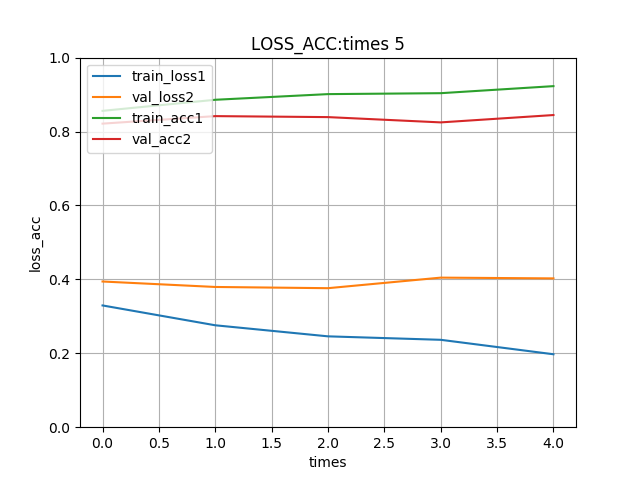 LOSS_ACC:times 5
1.0
0.8
0.6
0.4
0.2
0.0
loss_acc
train_loss1
val_loss2
train_acc1
val_acc2
0.0 0.5 1.0 1.5 2.0 2.5 3.0 3.5 4.0
times